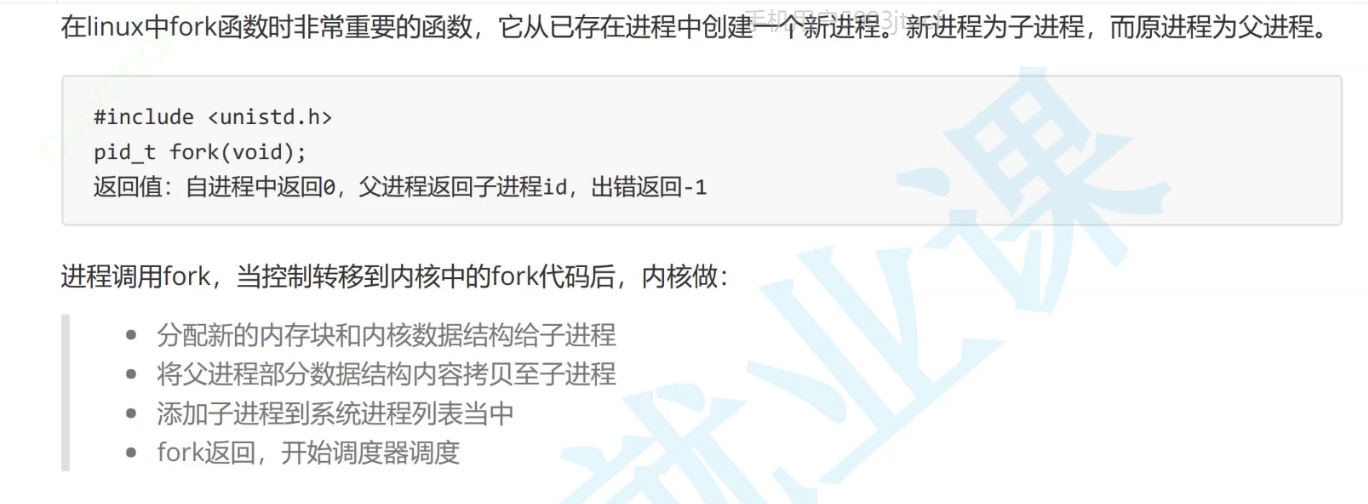 在linux中fork函数时非常重要的函数，它从已存在进程中创建一个新进程。新进程为子进程，而原进程为父进程。
#include <unistd.h>
pid_t fork(void);
返回值：自进程中返回0，父进程返回子进程id，出错返回-1
进程调用fork，当控制转移到内核中的fork代码后，内核做：
• 分配新的内存块和内核数据结构给子进程
• 将父进程部分数据结构内容拷贝至子进程
• 添加子进程到系统进程列表当中
• fork返回，开始调度器调度
就业课